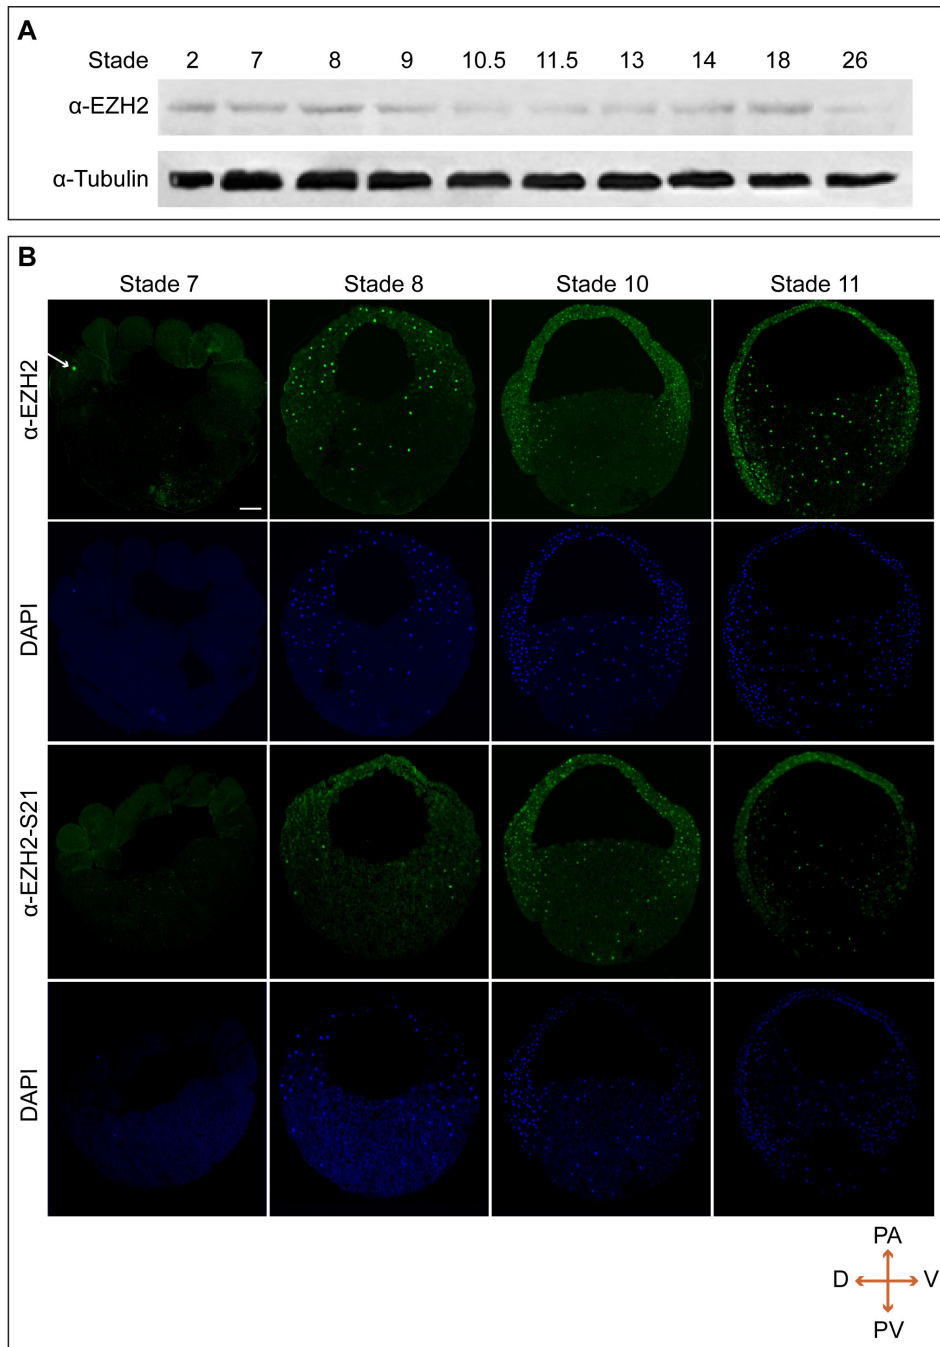 A
Stade 2 7 8 9 10.5 11.5 13 14 18 26
α-EZH2
α-Tubulin
B
Stade 7 Stade 8 Stade 10 Stade 11
α-EZH2
DAPI
α-EZH2-S21
DAPI
PA
D V
PV